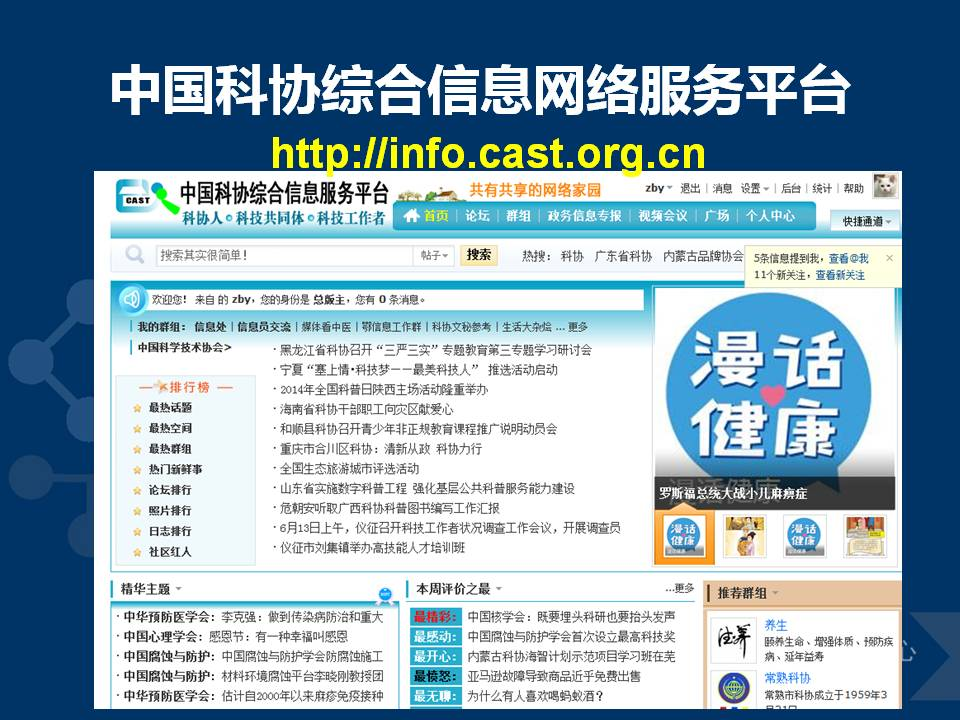 中国科协综合信息网络服务平台
http://info.cast.org.cn
CAST 中国科协综合信息服务平台
科协人 科技共同体 科技工作者
共有共享的网络家园
zby 退出 | 消息 设置 | 后台 | 统计 | 帮助
首页 | 论坛 | 群组 | 政务信息专报 | 视频会议 | 广场 | 个人中心
快捷通道
搜索其实很简单! 帖子 搜索 热搜: 科协 广东省科协 内蒙古品牌协会
5条信息提到我, 查看@我
11个新关注, 查看新关注
欢迎您! 来自 的 zby, 您的身份是 总版主, 您有 0 条消息。
我的群组: 信息处 | 信息员交流 | 媒体看中医 | 鄂信息工作群 | 科协文秘参考 | 生活大杂烩 ... 更多
中国科学技术协会>
排行榜
最热话题
最热空间
最热群组
热门新鲜事
论坛排行
照片排行
日志排行
社区红人
· 黑龙江省科协召开“三严三实”专题教育第三专题学习研讨会
· 宁夏“塞上情·科技梦——最美科技人” 推选活动启动
· 2014年全国科普日陕西主场活动隆重举办
· 海南省科协干部职工向灾区献爱心
· 和顺县科协召开青少年非正规教育课程推广说明动员会
· 重庆市合川区科协: 清新从政 科协力行
· 全国生态旅游城市评选活动
· 山东省实施数字科普工程 强化基层公共科普服务能力建设
· 危朝安听取广西科协科普图书编写工作汇报
· 6月13日上午, 仪征召开科技工作者状况调查工作会议, 开展调查员
· 仪征市刘集镇举办高技能人才培训班
漫话
健康
罗斯福总统大战小儿麻痹症
漫话
健康
漫话
健康
精华主题
· 中华预防医学会: 李克强: 做到传染病防治和重大
· 中国心理学会: 感恩节: 有一种幸福叫感恩
· 中国腐蚀与防护: 中国腐蚀与防护学会防腐蚀施工
· 中国腐蚀与防护: 材料环境腐蚀专家李晓刚教授团
· 中华预防医学会: 估计自2000年以来麻疹免疫接种
本周评价之最 ...更多
最精彩: 中国核学会: 既要埋头科研也要抬头发声
最感动: 中国腐蚀与防护学会首次设立最高科技奖
最开心: 内蒙古科协海智计划示范项目学习班在芜
最愤怒: 亚马逊故障导致商品近乎免费出售
最无聊: 为什么有人喜欢喝蚂蚁酒?
推荐群组
养生
颐养生命、增强体质、预防疾
病、延年益寿
常熟科协
常熟市科协成立于1959年3
心